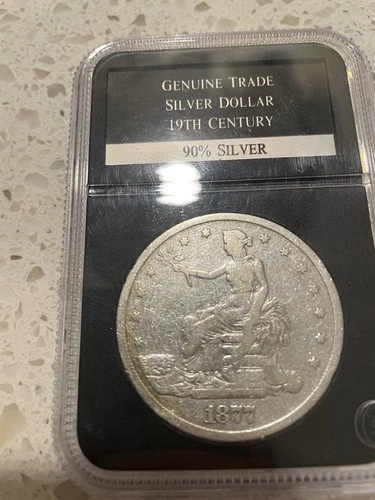 GENUINE TRADE
SILVER DOLLAR
19TH CENTURY
90% SILVER
1877